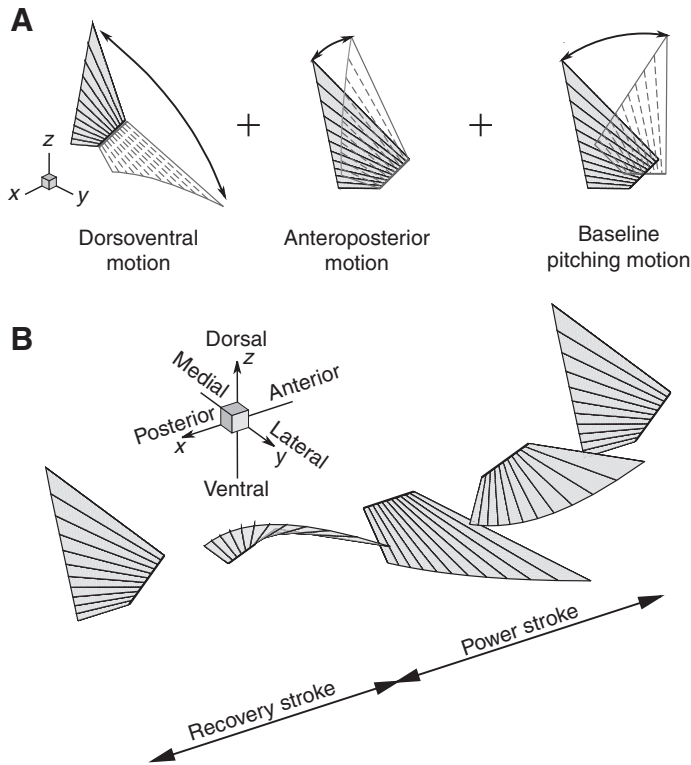 A
z
x
y
+
+
Dorsoventral
motion
Anteroposterior
motion
Baseline
pitching motion
B
Dorsal
z
Medial
Anterior
Posterior
x
Lateral
y
Ventral
Power stroke
Recovery stroke